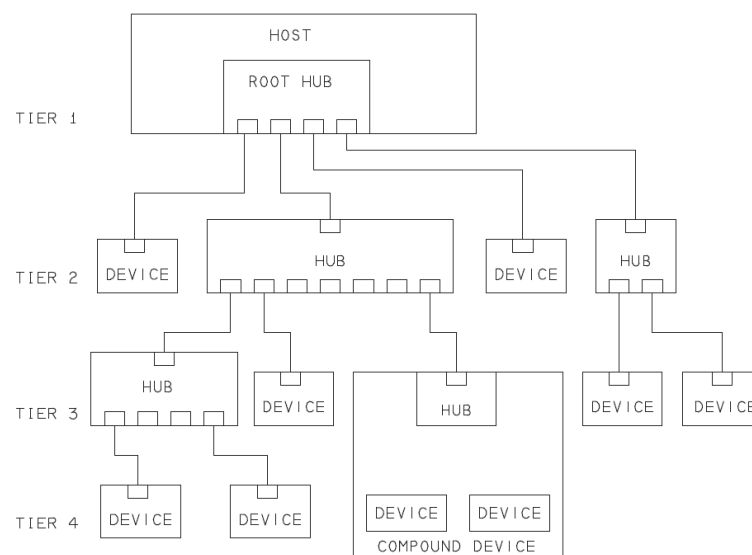 HOST
ROOT HUB
TIER 1
DEVICE
HUB
DEVICE
HUB
TIER 2
HUB
DEVICE
HUB
DEVICE
DEVICE
TIER 3
DEVICE
DEVICE
DEVICE
DEVICE
TIER 4
COMPOUND DEVICE